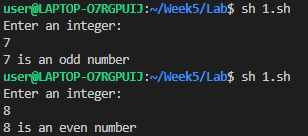 user@LAPTOP-O7RGPUIJ:~/Week5/Lab$ sh 1.sh
Enter an integer:
7
7 is an odd number
user@LAPTOP-O7RGPUIJ:~/Week5/Lab$ sh 1.sh
Enter an integer:
8
8 is an even number